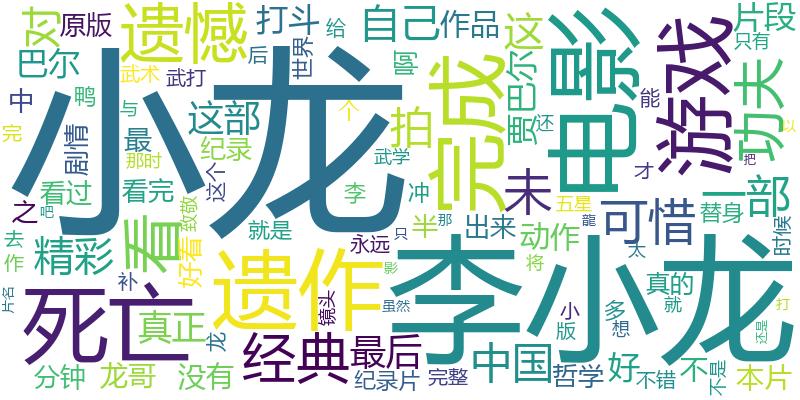 对
原版
遗憾
打斗
给
自己
作品
这
片段
只有
巴尔
武术
武打
后
世界
啊
小龙
完成
贾巴尔
电影
游戏
能
功夫
中
鸭
与
个
完
剧情
最
那时
这部
拍
还
纪录
武学
才
这个
李
冲
未
一部
以
把
看过
看完
看
之
吧
致敬
就是
半
那
出来
五星
可惜
替身
龍
时候
去
作
精彩
好看
永远
只
动作
将
太
真的
遗作
李小龙
补
影
就
片名
死亡
镜头
虽然
小
多
打
真正
龙
版
想
还是
经典
最后
中国
好
不
分钟
龙哥
没有
纪录片
完整
哲学
不错
不是
本片